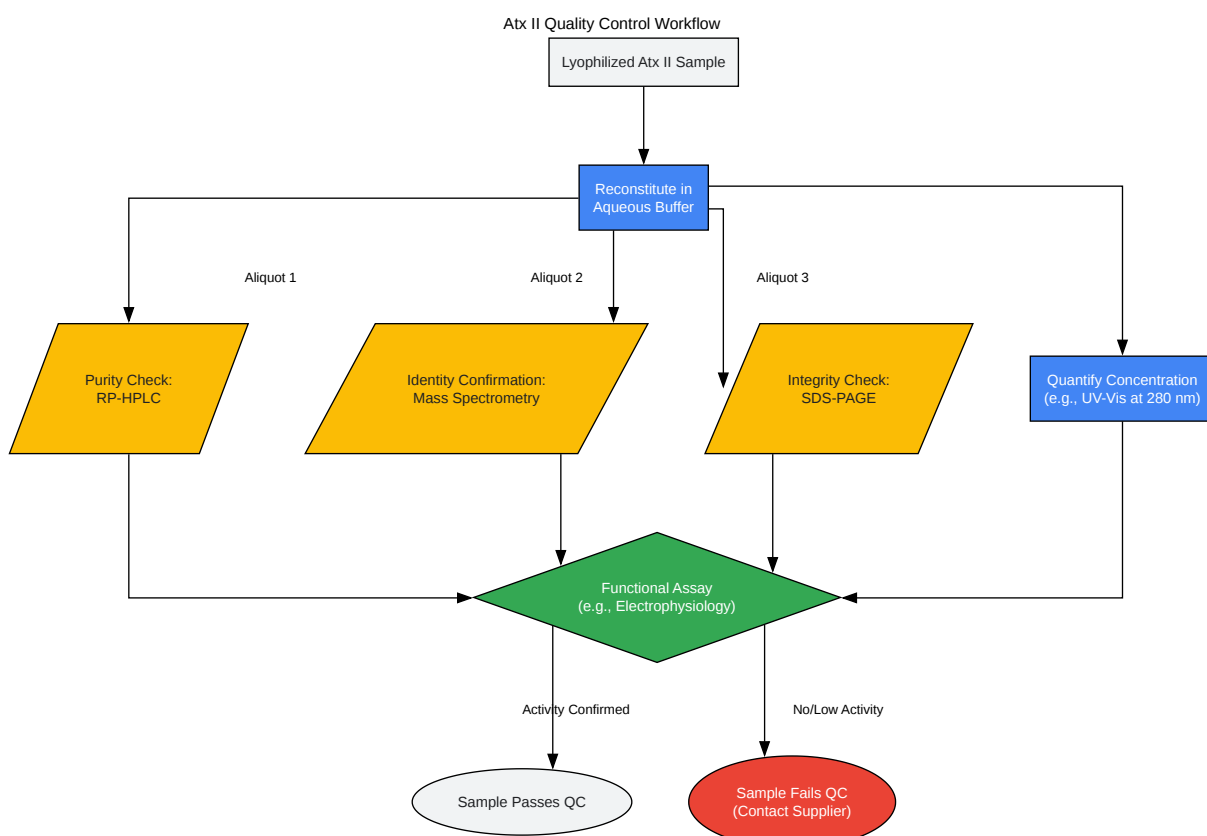 Atx II Quality Control Workflow
Lyophilized Atx II Sample
Reconstitute in
Aqueous Buffer
Aliquot 1
Aliquot 2
Aliquot 3
Purity Check:
RP-HPLC
Identity Confirmation:
Mass Spectrometry
Integrity Check:
SDS-PAGE
Quantify Concentration
(e.g., UV-Vis at 280 nm)
Functional Assay
(e.g., Electrophysiology)
Activity Confirmed
No/Low Activity
Sample Passes QC
Sample Fails QC
(Contact Supplier)